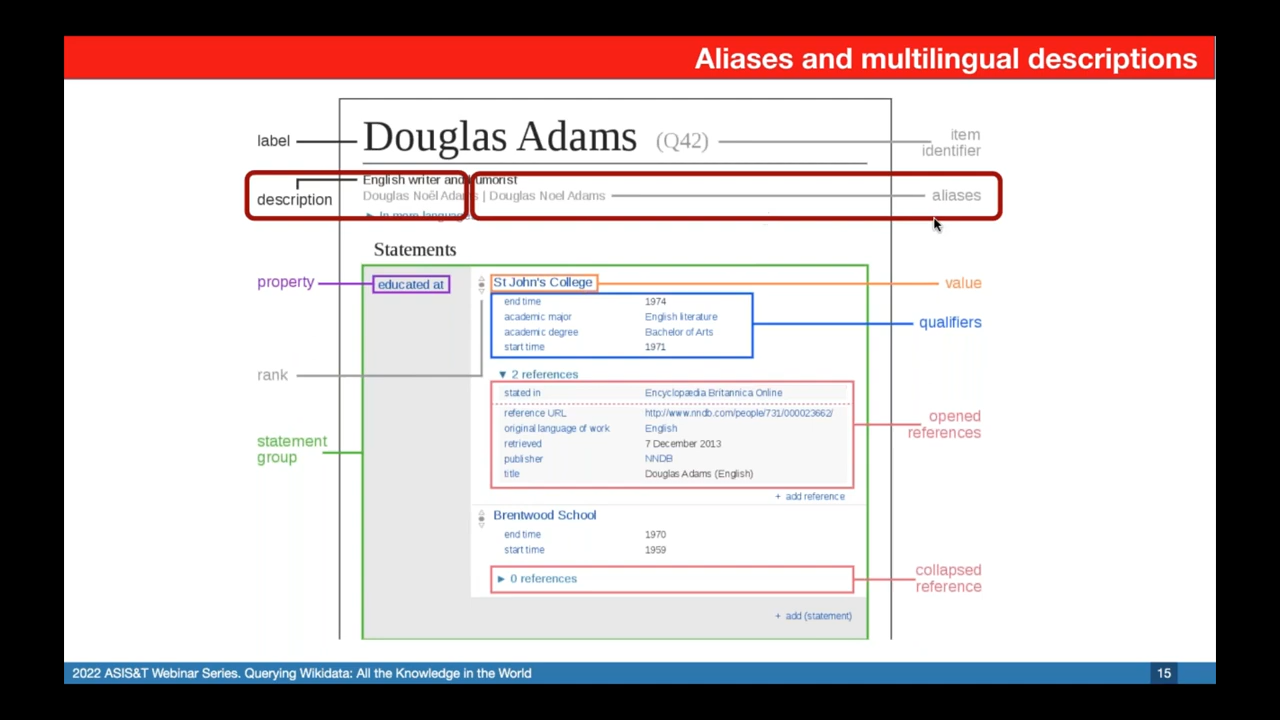 Aliases and multilingual descriptions
label
Douglas Adams (Q42)
item
identifier
English writer and humorist
description
Douglas Noël Adams | Douglas Noel Adams
aliases
In more languages
Statements
property
educated at
St John's College
value
end time 1974
academic major English literature
academic degree Bachelor of Arts
start time 1971
qualifiers
rank
2 references
stated in Encyclopædia Britannica Online
reference URL http://www.nndb.com/people/731/000023662/
original language of work English
retrieved 7 December 2013
publisher NNDB
title Douglas Adams (English)
opened
references
statement
group
+ add reference
Brentwood School
end time 1970
start time 1959
0 references
collapsed
reference
+ add (statement)
2022 ASIS&T Webinar Series. Querying Wikidata: All the Knowledge in the World
15